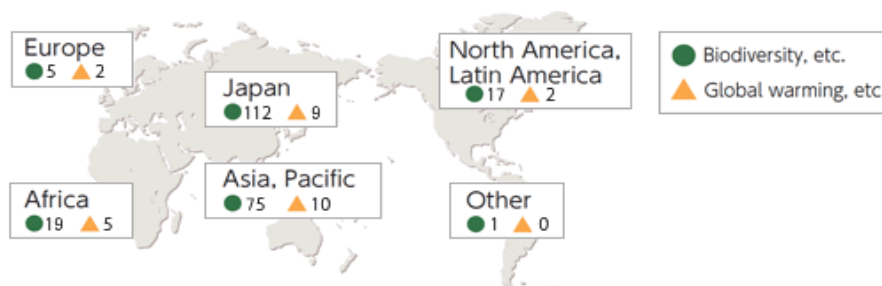 Europe
5 2
Japan
112 9
North America,
Latin America
17 2
Biodiversity, etc.
Global warming, etc
Africa
19 5
Asia, Pacific
75 10
Other
1 0